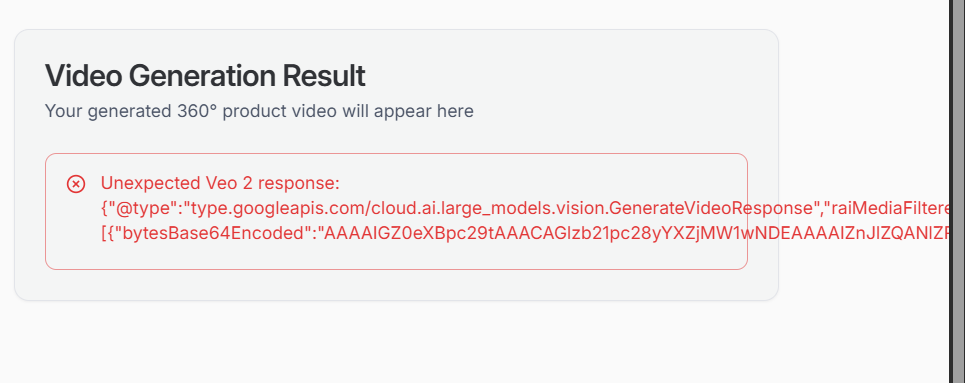 Video Generation Result
Your generated 360° product video will appear here
Unexpected Veo 2 response:
{"@type":"type.googleapis.com/cloud.ai.large_models.vision.GenerateVideoResponse","raiMediaFiltere
[{"bytesBase64Encoded":"AAAAIGZ0eXBpc29tAAACAGlzb21pc28yYXZjMW1wNDEAAAAIZnJlZQANlZ